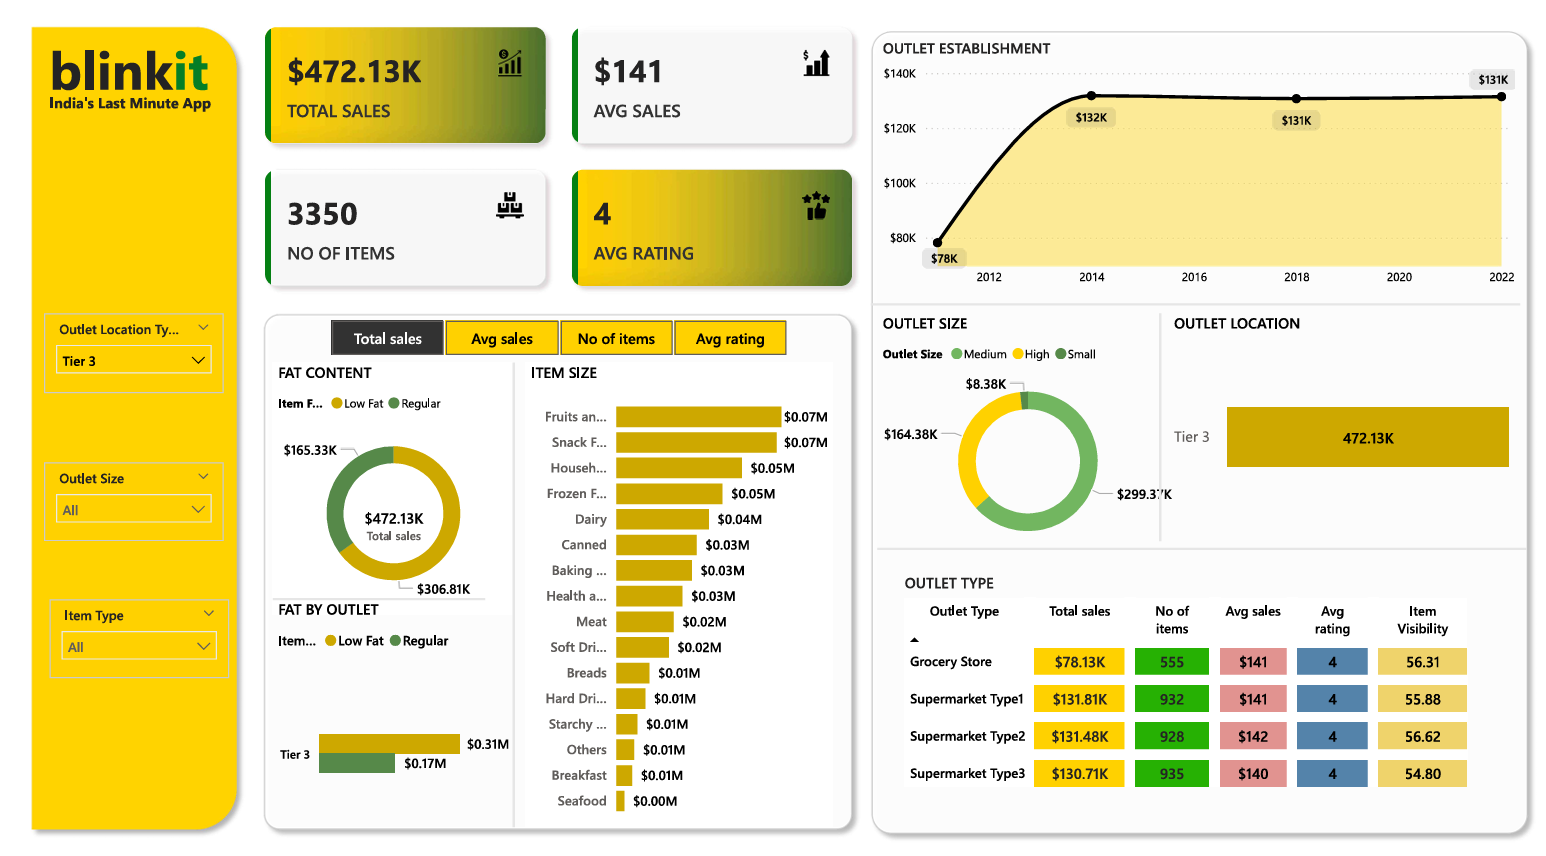 blinkit
India's Last Minute App
Outlet Location Ty...
Tier 3
Outlet Size
All
Item Type
All
$472.13K
TOTAL SALES
$141
AVG SALES
3350
NO OF ITEMS
4
AVG RATING
Total sales
Avg sales
No of items
Avg rating
FAT CONTENT
Item F... Low Fat Regular
$165.33K
$472.13K
Total sales
$306.81K
FAT BY OUTLET
Item... Low Fat Regular
Tier 3
$0.31M
$0.17M
ITEM SIZE
Fruits an... $0.07M
Snack F... $0.07M
Househ... $0.05M
Frozen F... $0.05M
Dairy $0.04M
Canned $0.03M
Baking ... $0.03M
Health a... $0.03M
Meat $0.02M
Soft Dri... $0.02M
Breads $0.01M
Hard Dri... $0.01M
Starchy ... $0.01M
Others $0.01M
Breakfast $0.01M
Seafood $0.00M
OUTLET ESTABLISHMENT
$140K
$120K
$100K
$80K
$78K
$132K
$131K
$131K
2012 2014 2016 2018 2020 2022
OUTLET SIZE
Outlet Size Medium High Small
$8.38K
$164.38K
$299.37K
OUTLET LOCATION
Tier 3 472.13K
OUTLET TYPE
Outlet Type Total sales No of items Avg sales Avg rating Item Visibility
Grocery Store $78.13K 555 $141 4 56.31
Supermarket Type1 $131.81K 932 $141 4 55.88
Supermarket Type2 $131.48K 928 $142 4 56.62
Supermarket Type3 $130.71K 935 $140 4 54.80